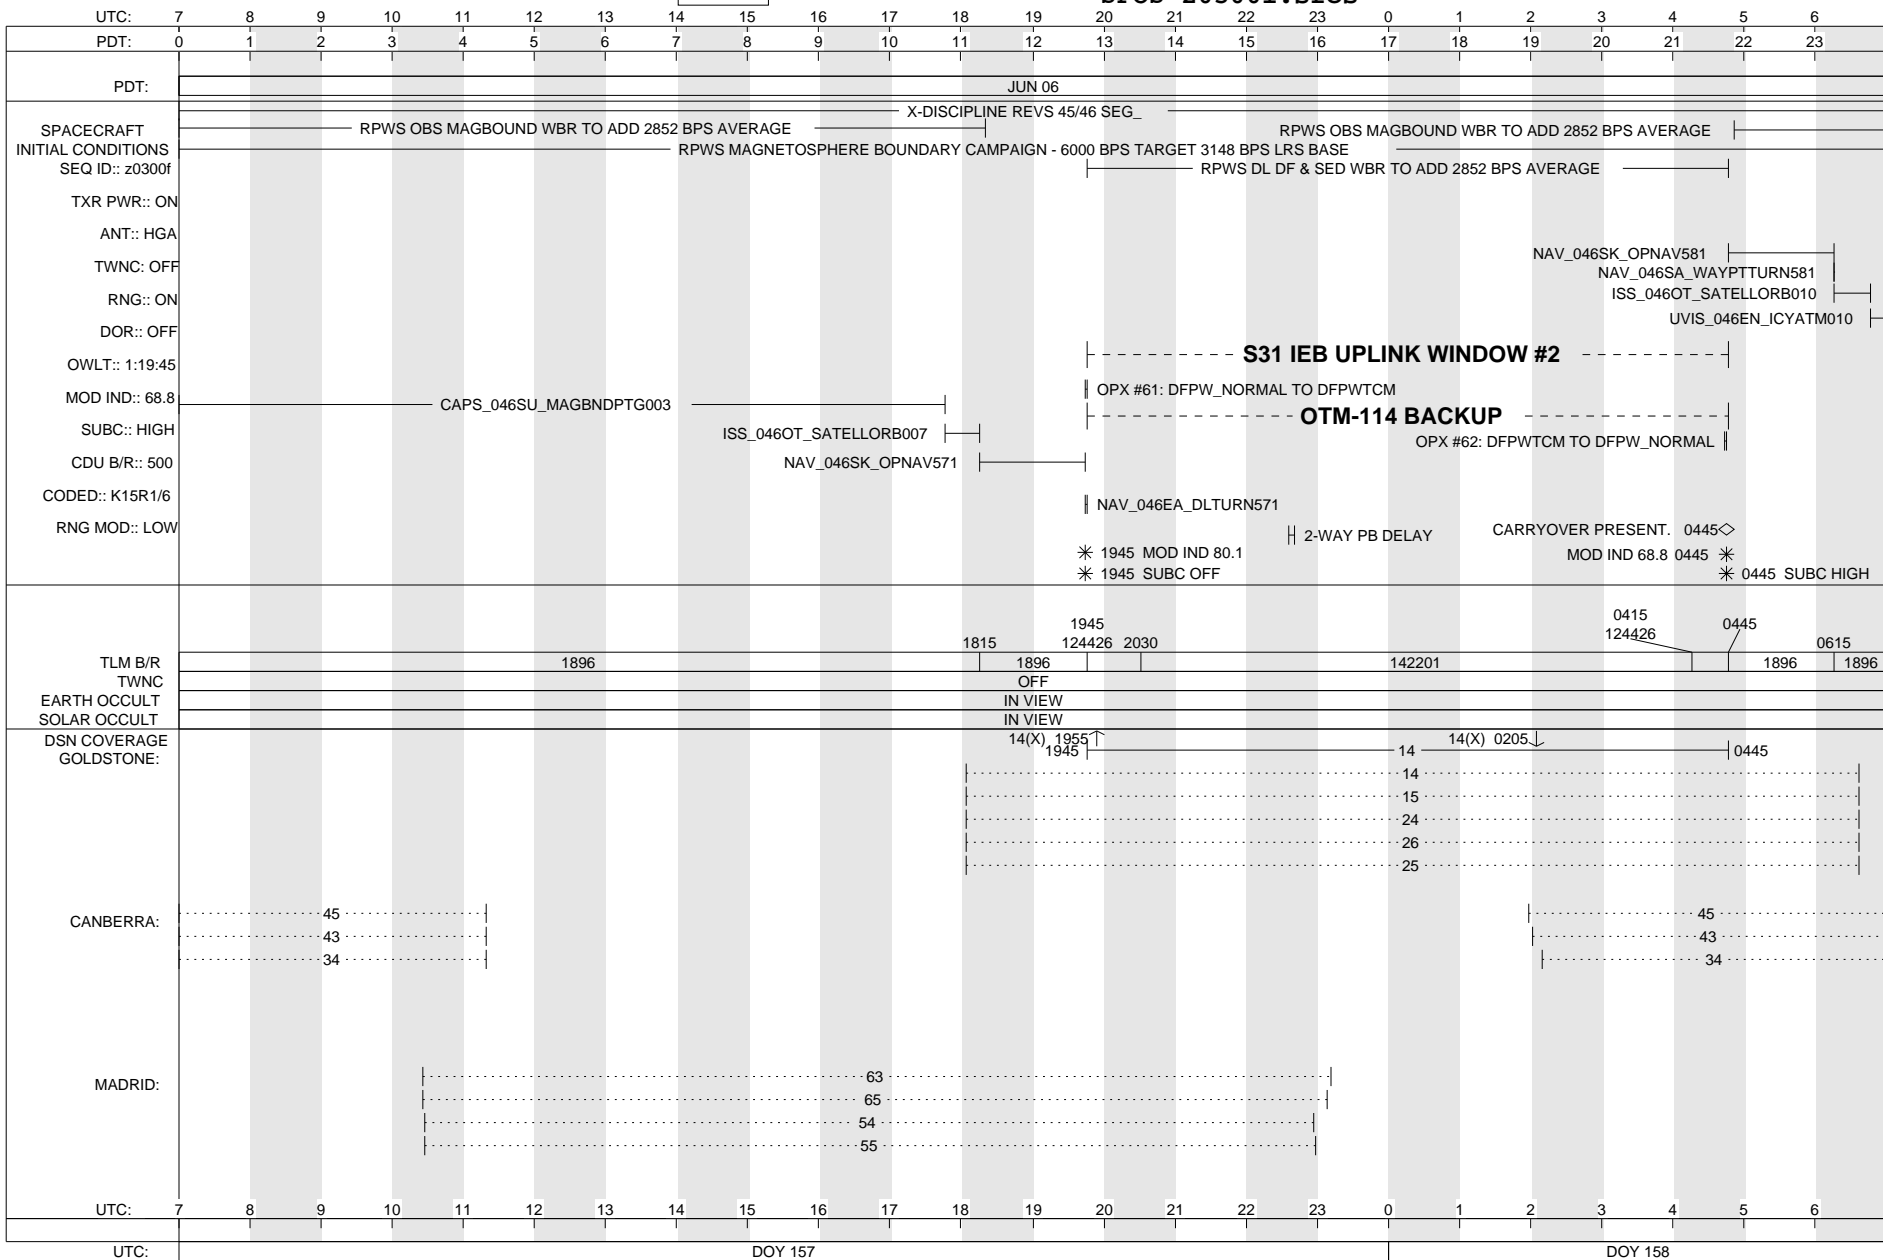 UTC: 7 8 9 10 11 12 13 14 15 16 17 18 19 20 21 22 23 0 1 2 3 4 5 6
PDT: 0 1 2 3 4 5 6 7 8 9 10 11 12 13 14 15 16 17 18 19 20 21 22 23
PDT: JUN 06
X-DISCIPLINE REVS 45/46 SEG_
SPACECRAFT
INITIAL CONDITIONS
RPWS OBS MAGBOUND WBR TO ADD 2852 BPS AVERAGE
RPWS OBS MAGBOUND WBR TO ADD 2852 BPS AVERAGE
RPWS MAGNETOSPHERE BOUNDARY CAMPAIGN - 6000 BPS TARGET 3148 BPS LRS BASE
SEQ ID:: z0300f
RPWS DL DF & SED WBR TO ADD 2852 BPS AVERAGE
TXR PWR:: ON
ANT:: HGA
NAV_046SK_OPNAV581
TWNC: OFF
NAV_046SA_WAYPTTURN581
RNG:: ON
ISS_046OT_SATELLORB010
DOR:: OFF
UVIS_046EN_ICYATM010
S31 IEB UPLINK WINDOW #2
OWLT:: 1:19:45
OPX #61: DFPW_NORMAL TO DFPWTCM
MOD IND:: 68.8
CAPS_046SU_MAGBNDPTG003
OTM-114 BACKUP
SUBC:: HIGH
ISS_046OT_SATELLORB007
OPX #62: DFPWTCM TO DFPW_NORMAL
CDU B/R:: 500
NAV_046SK_OPNAV571
CODED:: K15R1/6
NAV_046EA_DLTURN571
RNG MOD:: LOW
2-WAY PB DELAY
CARRYOVER PRESENT. 0445
1945 MOD IND 80.1
MOD IND 68.8 0445
1945 SUBC OFF
0445 SUBC HIGH
0415
1945 0445
124426
1815 124426 2030 0615
TLM B/R 1896 1896 142201 1896 1896
TWNC OFF
EARTH OCCULT IN VIEW
SOLAR OCCULT IN VIEW
DSN COVERAGE
14(X) 1955 14(X) 0205
GOLDSTONE: 1945 14 0445
14
15
24
26
25
CANBERRA: 45 45
43 43
34 34
MADRID: 63
65
54
55
UTC: 7 8 9 10 11 12 13 14 15 16 17 18 19 20 21 22 23 0 1 2 3 4 5 6
UTC: DOY 157 DOY 158